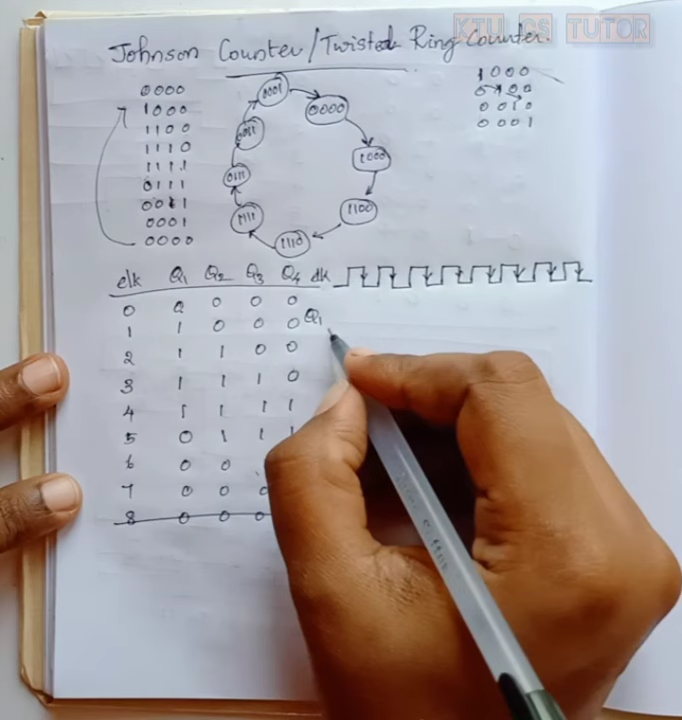 KTU CS TUTOR
Johnson Counter/Twisted Ring Counter.
0000
1000
1100
1110
1111
0111
0011
0001
0000
0001
0000
1000
1100
1110
1111
0111
0011
1000
0100
0010
0001
clk Q1 Q2 Q3 Q4 clk
0 0 0 0 0
1 1 0 0 0 Q1
2 1 1 0 0
3 1 1 1 0
4 1 1 1 1
5 0 1 1 1
6 0 0
7 0 0 0
8 0 0 0